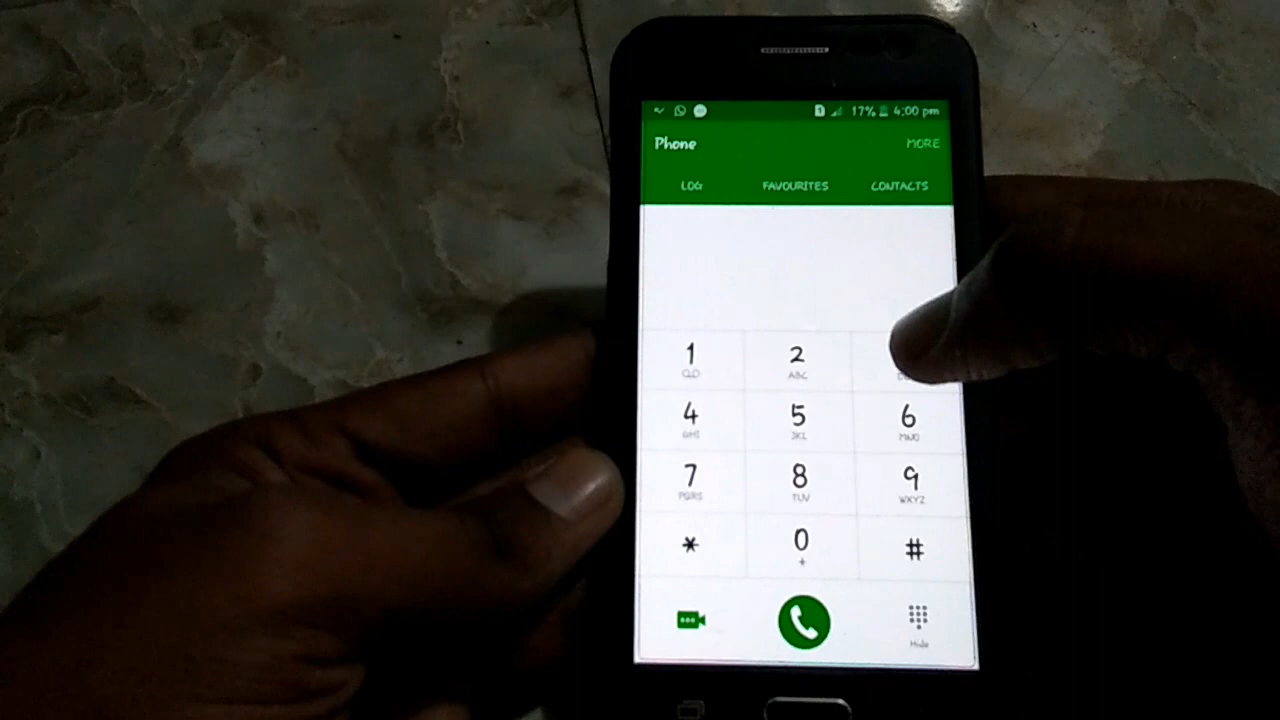 17% 4:00 pm
Phone MORE
LOG FAVOURITES CONTACTS
1 2
ABC
4 5 6
GHI JKL MNO
7 8 9
PQRS TUV WXYZ
* 0 #
+
Hide